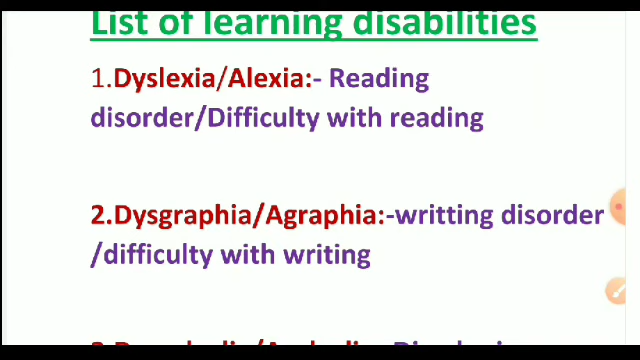 List of learning disabilities
1.Dyslexia/Alexia:- Reading
disorder/Difficulty with reading
2.Dysgraphia/Agraphia:-writting disorder
/difficulty with writing